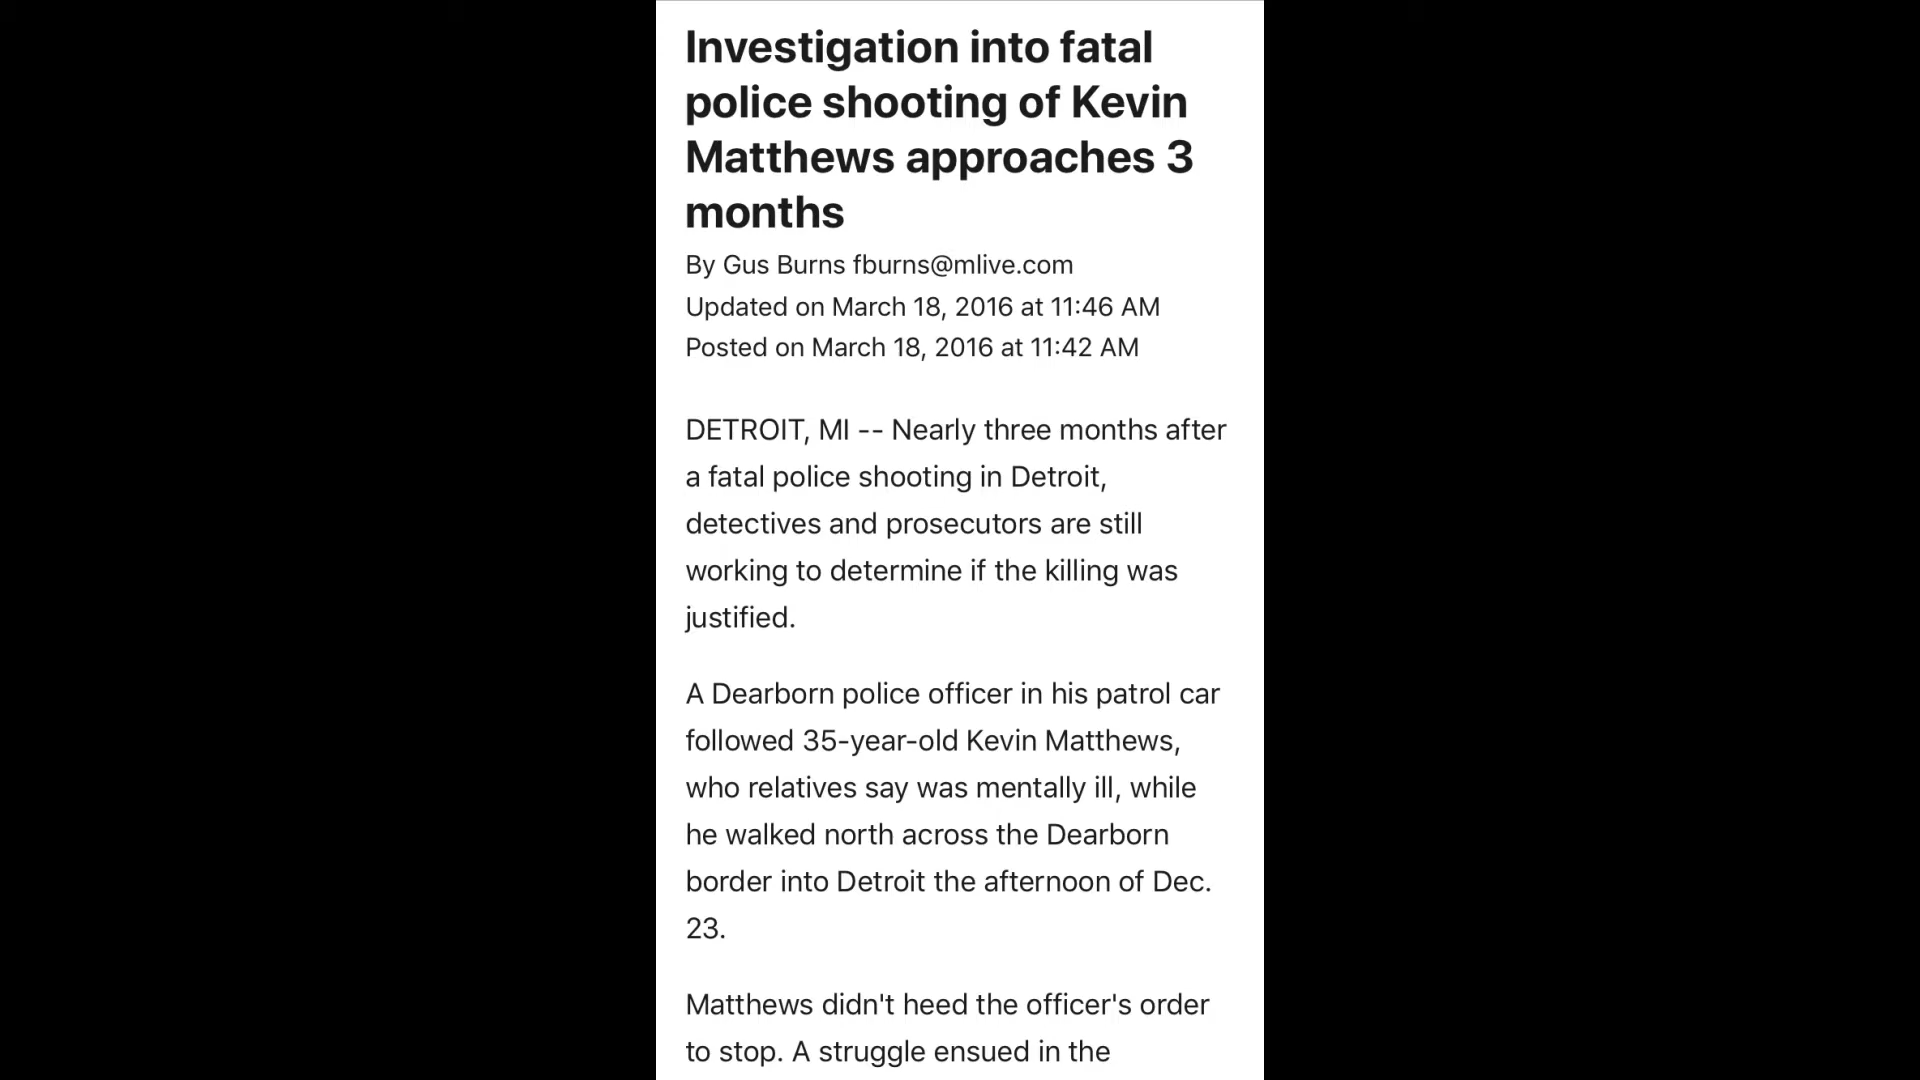 Investigation into fatal
police shooting of Kevin
Matthews approaches 3
months
By Gus Burns fburns@mlive.com
Updated on March 18, 2016 at 11:46 AM
Posted on March 18, 2016 at 11:42 AM
DETROIT, MI -- Nearly three months after
a fatal police shooting in Detroit,
detectives and prosecutors are still
working to determine if the killing was
justified.
A Dearborn police officer in his patrol car
followed 35-year-old Kevin Matthews,
who relatives say was mentally ill, while
he walked north across the Dearborn
border into Detroit the afternoon of Dec.
23.
Matthews didn't heed the officer's order
to stop. A struggle ensued in the